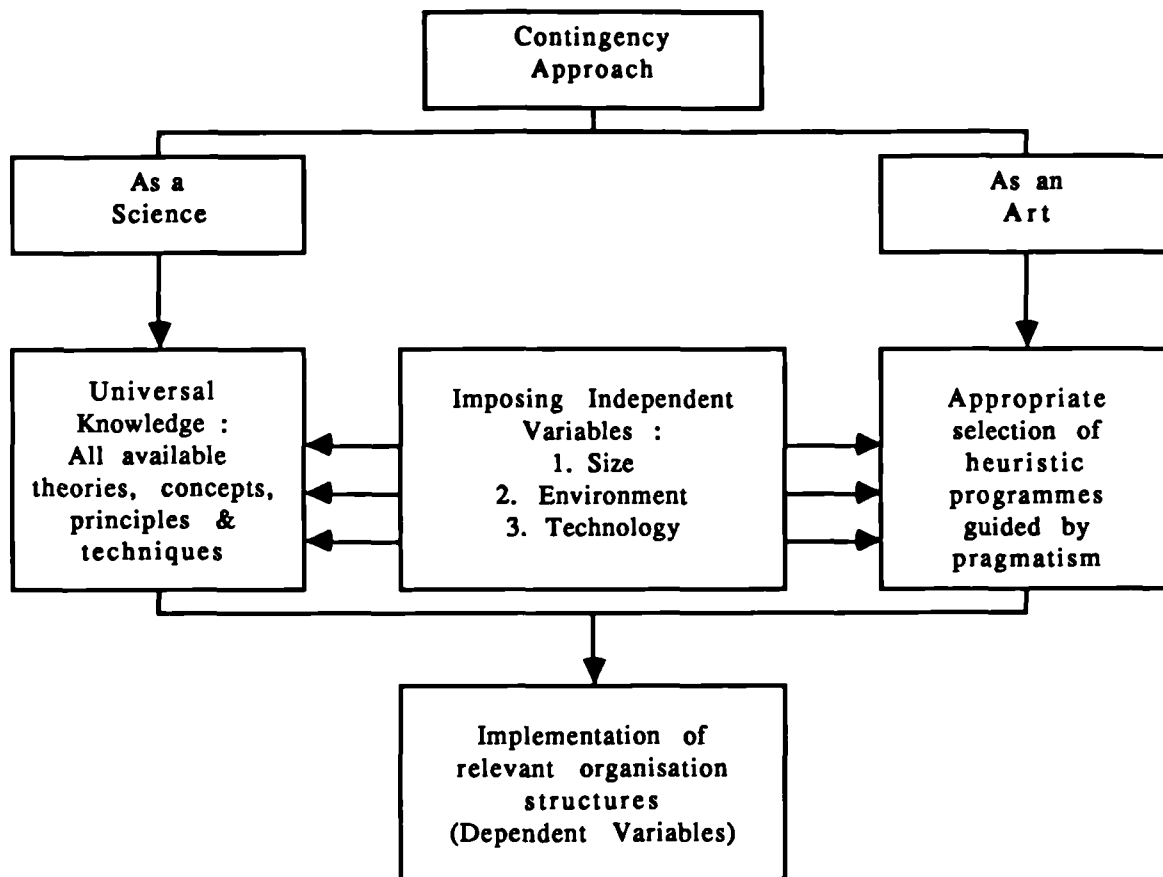 Contingency
Approach
As a
Science
As an
Art
Universal
Knowledge :
All available
theories, concepts,
principles &
techniques
Imposing Independent
Variables :
1. Size
2. Environment
3. Technology
Appropriate
selection of
heuristic
programmes
guided by
pragmatism
Implementation of
relevant organisation
structures
(Dependent Variables)